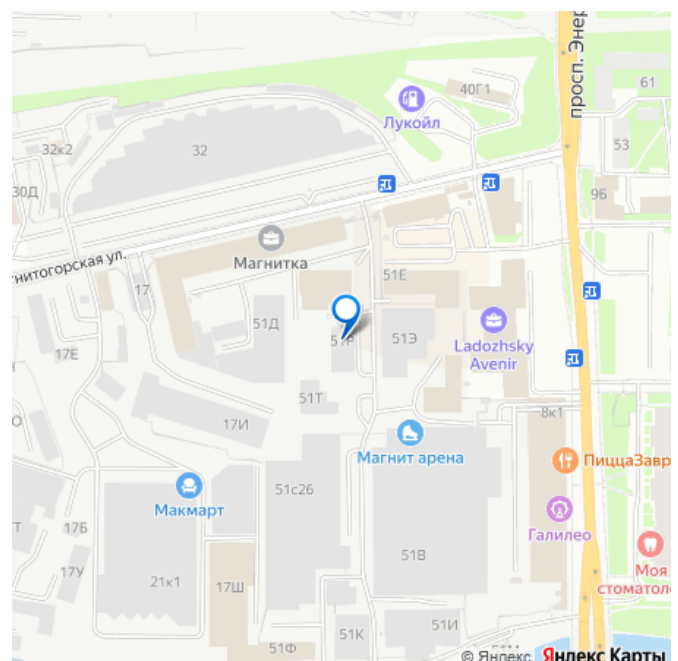 просп. Энер
40Г1
61
Лукойл
32к2
32
53
30Д
9Б
гнитогорская ул.
Магнитка
17
51Е
51Д
51Р
51Э
Ladozhsky
Avenir
17Е
51Т
8к1
17И
Магнит арена
ПиццаЗавр
51с26
Макмарт
Галилео
17Б
51В
17У
21к1
17Ш
Моя
стоматоло
51К
51И
51Ф
© Яндекс Яндекс Карты